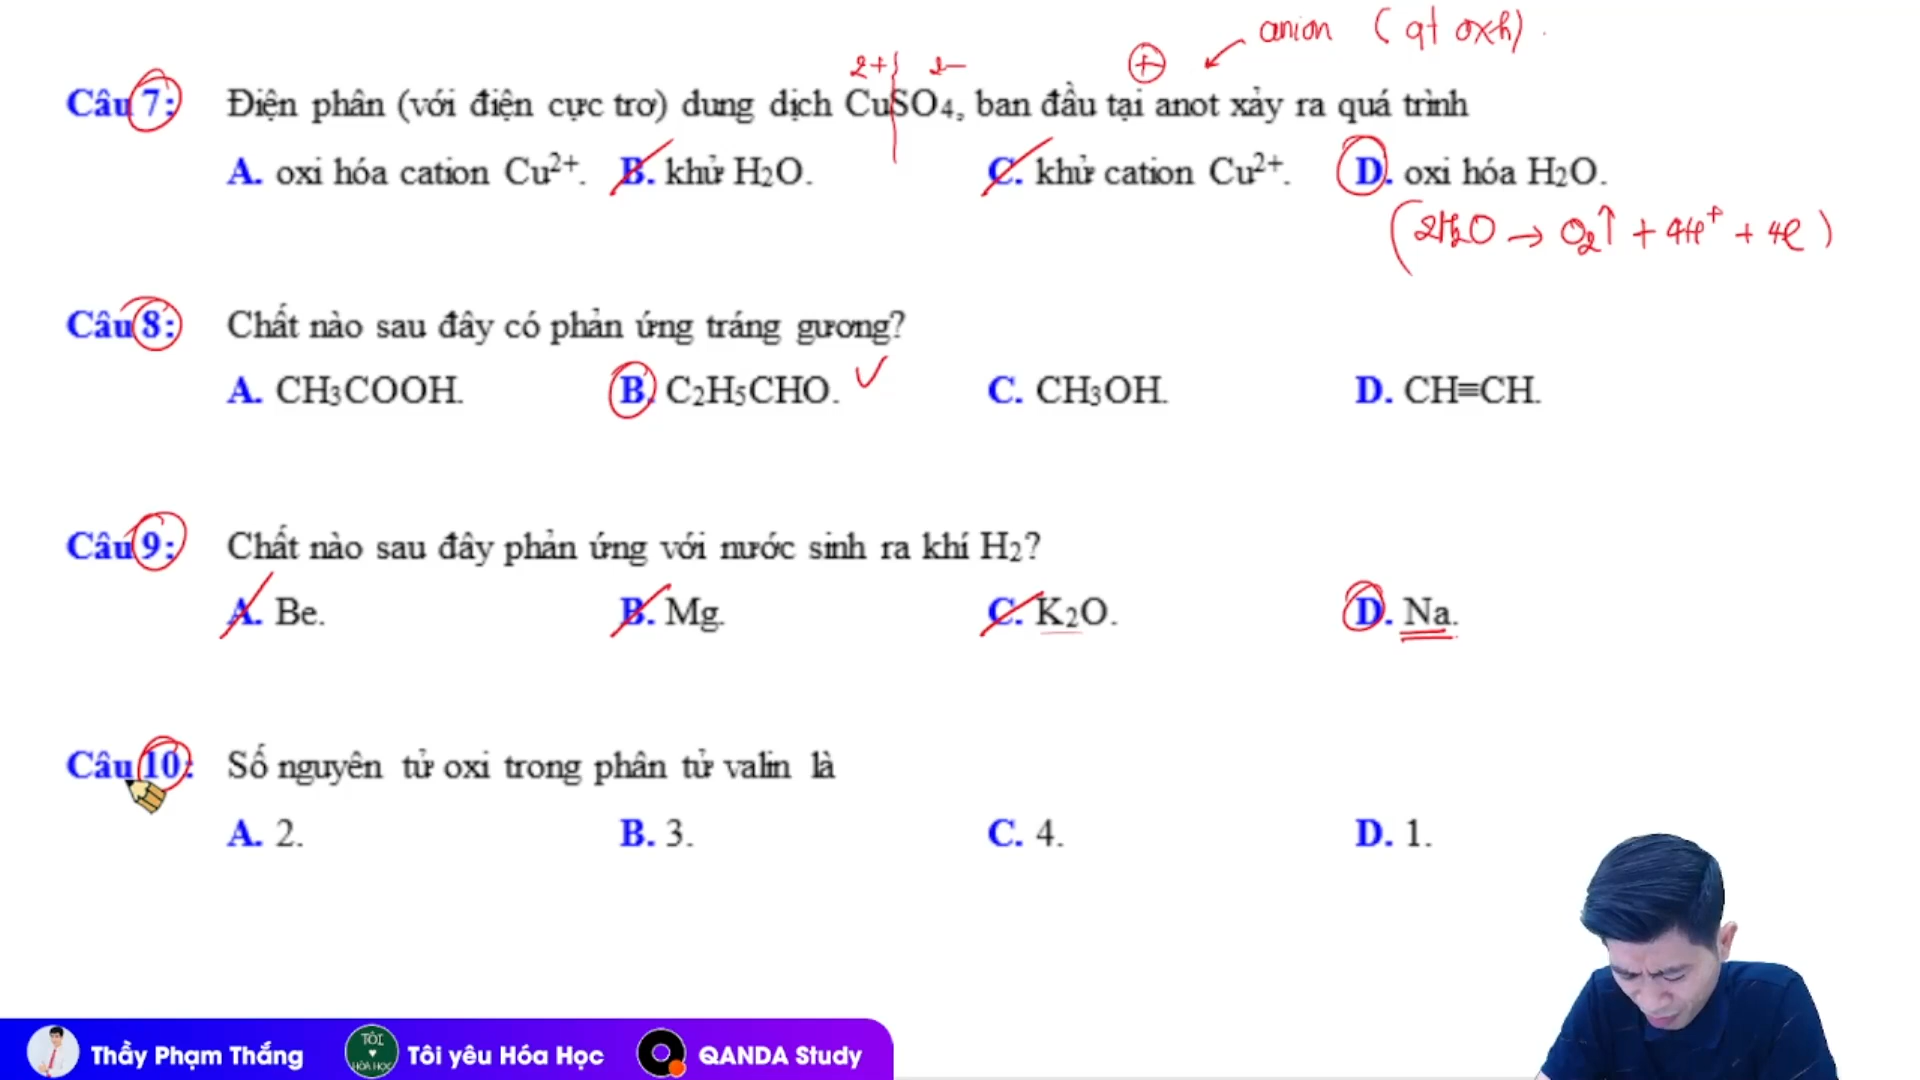 anion (qt oxh).
2+ 2- +
Câu 7: Điện phân (với điện cực trơ) dung dịch CuSO4, ban đầu tại anot xảy ra quá trình
A. oxi hóa cation Cu2+. B. khử H2O. C. khử cation Cu2+. D. oxi hóa H2O.
(2H2O → O2↑ + 4H+ + 4e)
Câu 8: Chất nào sau đây có phản ứng tráng gương?
A. CH3COOH. B. C2H5CHO. C. CH3OH. D. CH≡CH.
Câu 9: Chất nào sau đây phản ứng với nước sinh ra khí H2?
A. Be. B. Mg. C. K2O. D. Na.
Câu 10: Số nguyên tử oxi trong phân tử valin là
A. 2. B. 3. C. 4. D. 1.
Thầy Phạm Thắng TÔI ♥ HÓA HỌC Tôi yêu Hóa Học QANDA Study